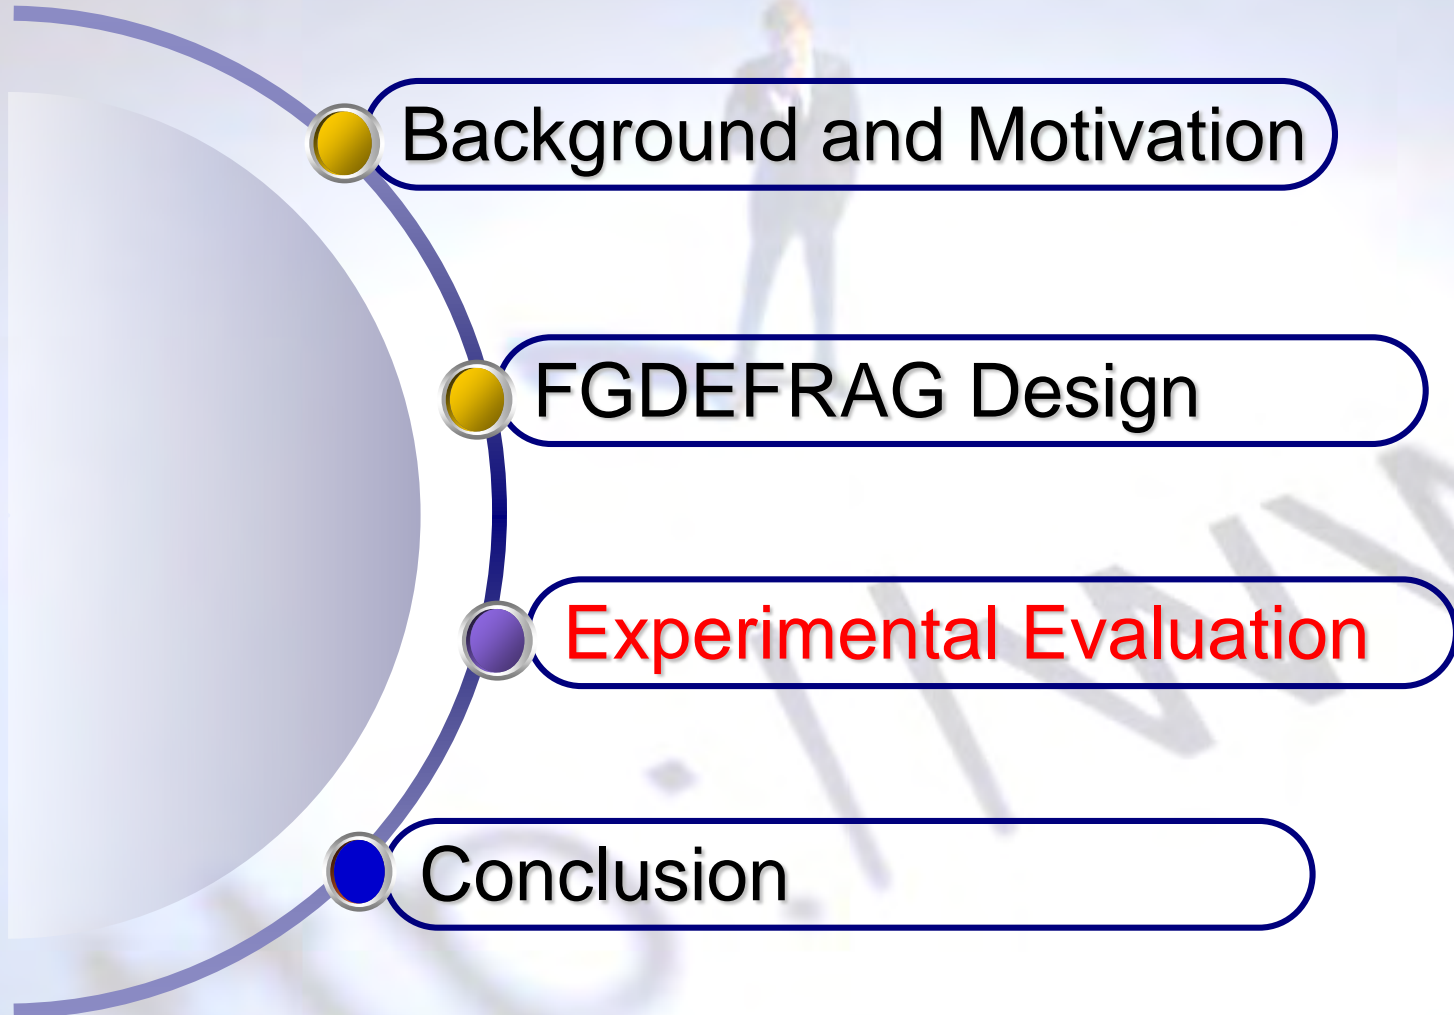 Background and Motivation
FGDEFRAG Design
Experimental Evaluation
Conclusion